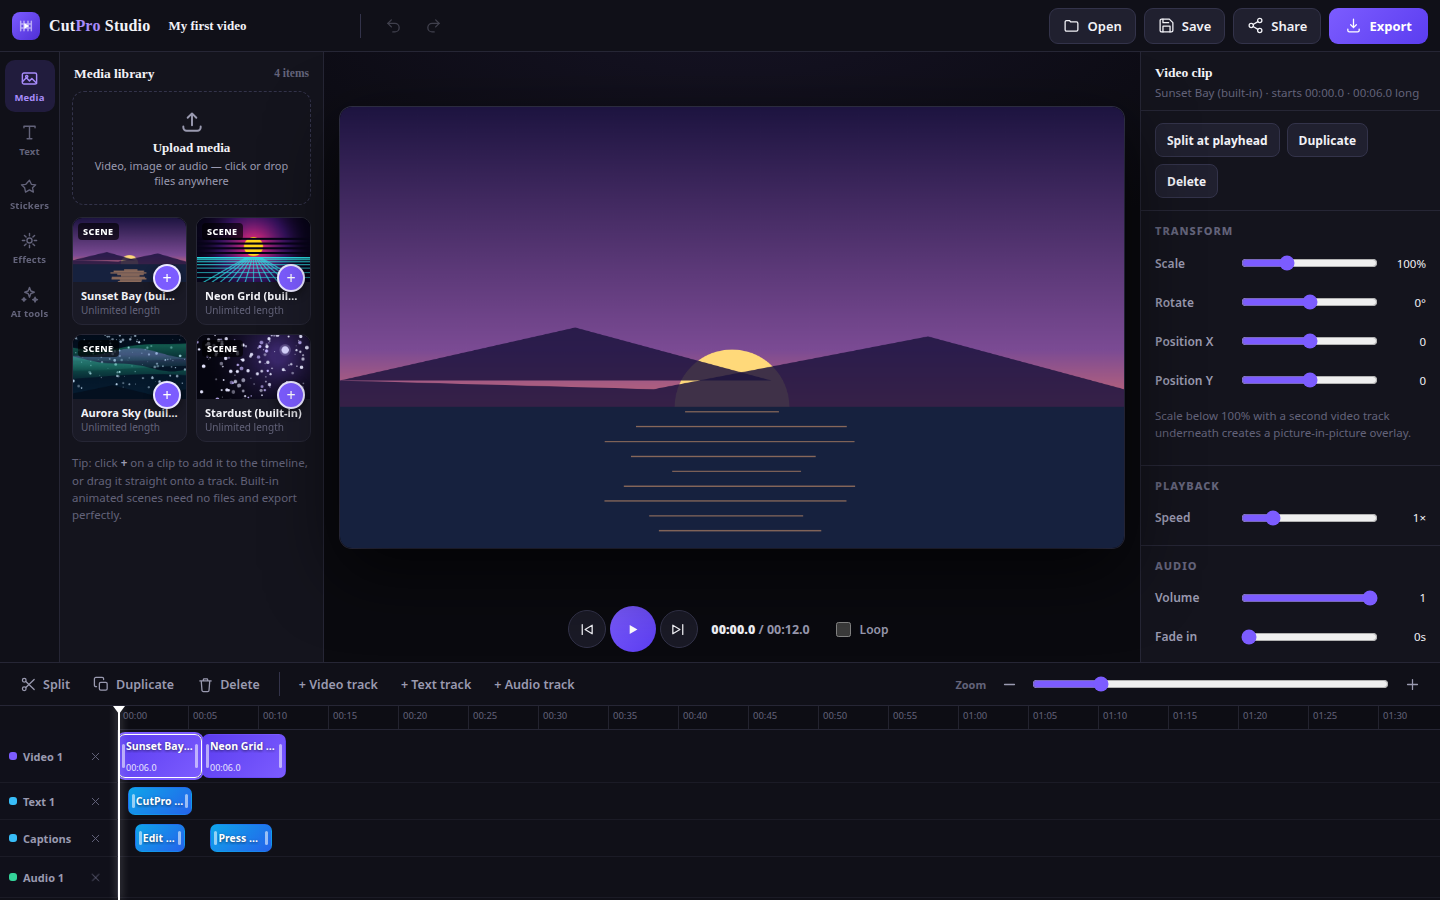 CutPro Studio My first video Open Save Share Export
Media
Text
Stickers
Effects
AI tools
Media library 4 items
Upload media
Video, image or audio — click or drop
files anywhere
SCENE SCENE
Sunset Bay (bui... Neon Grid (buil...
Unlimited length Unlimited length
SCENE SCENE
Aurora Sky (buil... Stardust (built-in)
Unlimited length Unlimited length
Tip: click + on a clip to add it to the timeline,
or drag it straight onto a track. Built-in
animated scenes need no files and export
perfectly.
00:00.0 / 00:12.0 Loop
Video clip
Sunset Bay (built-in) · starts 00:00.0 · 00:06.0 long
Split at playhead Duplicate
Delete
TRANSFORM
Scale 100%
Rotate 0°
Position X 0
Position Y 0
Scale below 100% with a second video track
underneath creates a picture-in-picture overlay.
PLAYBACK
Speed 1×
AUDIO
Volume 1
Fade in 0s
Split Duplicate Delete + Video track + Text track + Audio track Zoom
00:00 00:05 00:10 00:15 00:20 00:25 00:30 00:35 00:40 00:45 00:50 00:55 01:00 01:05 01:10 01:15 01:20 01:25 01:30
Video 1 Sunset Bay... Neon Grid ...
00:06.0 00:06.0
Text 1 CutPro ...
Captions Edit ... Press ...
Audio 1